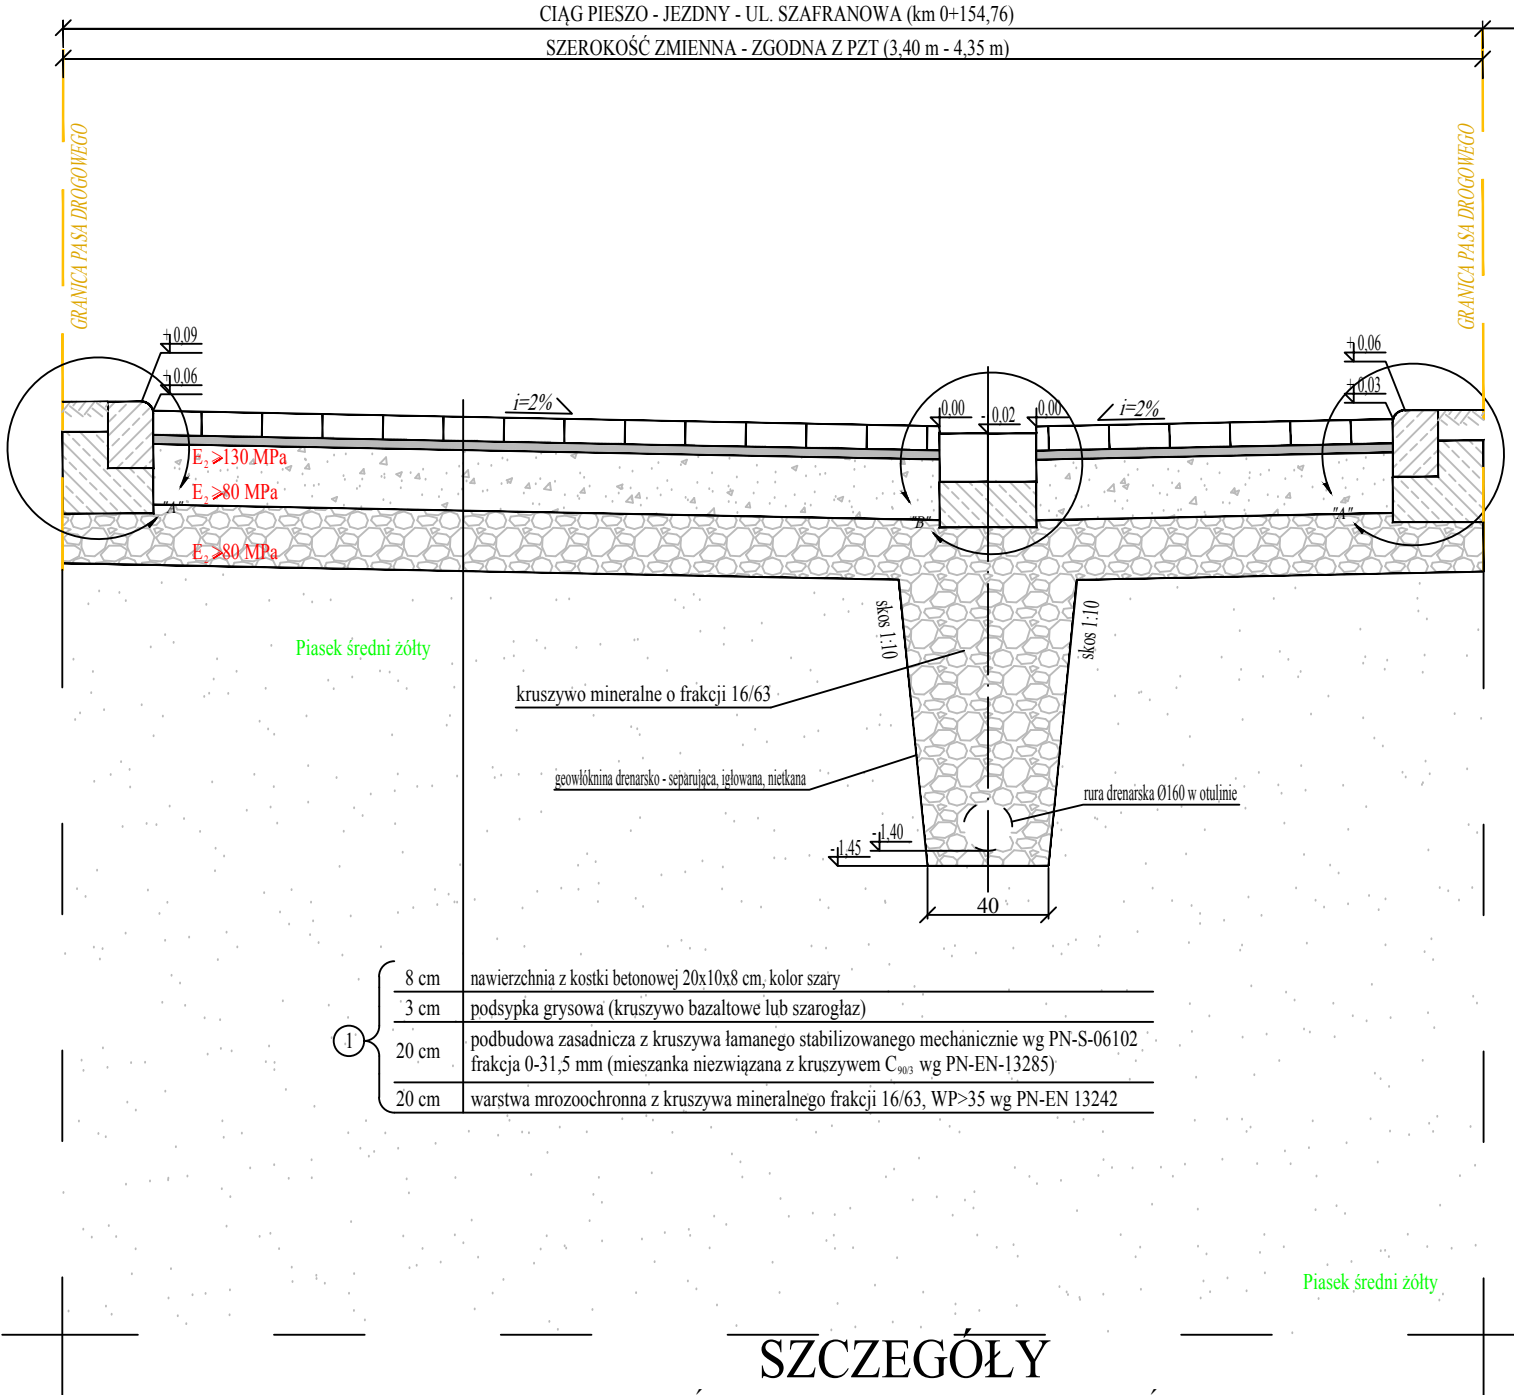 CIĄG PIESZO - JEZDNY - UL. SZAFRANOWA (km 0+154,76)
SZEROKOŚĆ ZMIENNA - ZGODNA Z PZT (3,40 m - 4,35 m)
GRANICA PASA DROGOWEGO
GRANICA PASA DROGOWEGO
+0,09
+0,06
i=2%
0,00
-0,02
0,00
i=2%
+0,06
+0,03
E₂≥130 MPa
E₂≥80 MPa
"A"
"B"
"A"
E₂≥80 MPa
skos 1:10
skos 1:10
Piasek średni żółty
kruszywo mineralne o frakcji 16/63
geowłóknina drenarsko - separująca, igłowana, nietkana
rura drenarska Ø160 w otulinie
-1,40
-1,45
40
1
8 cm nawierzchnia z kostki betonowej 20x10x8 cm, kolor szary
3 cm podsypka grysowa (kruszywo bazaltowe lub szarogłaz)
20 cm podbudowa zasadnicza z kruszywa łamanego stabilizowanego mechanicznie wg PN-S-06102
frakcja 0-31,5 mm (mieszanka niezwiązana z kruszywem C90/3 wg PN-EN-13285)
20 cm warstwa mrozoochronna z kruszywa mineralnego frakcji 16/63, WP>35 wg PN-EN 13242
Piasek średni żółty
SZCZEGÓŁY